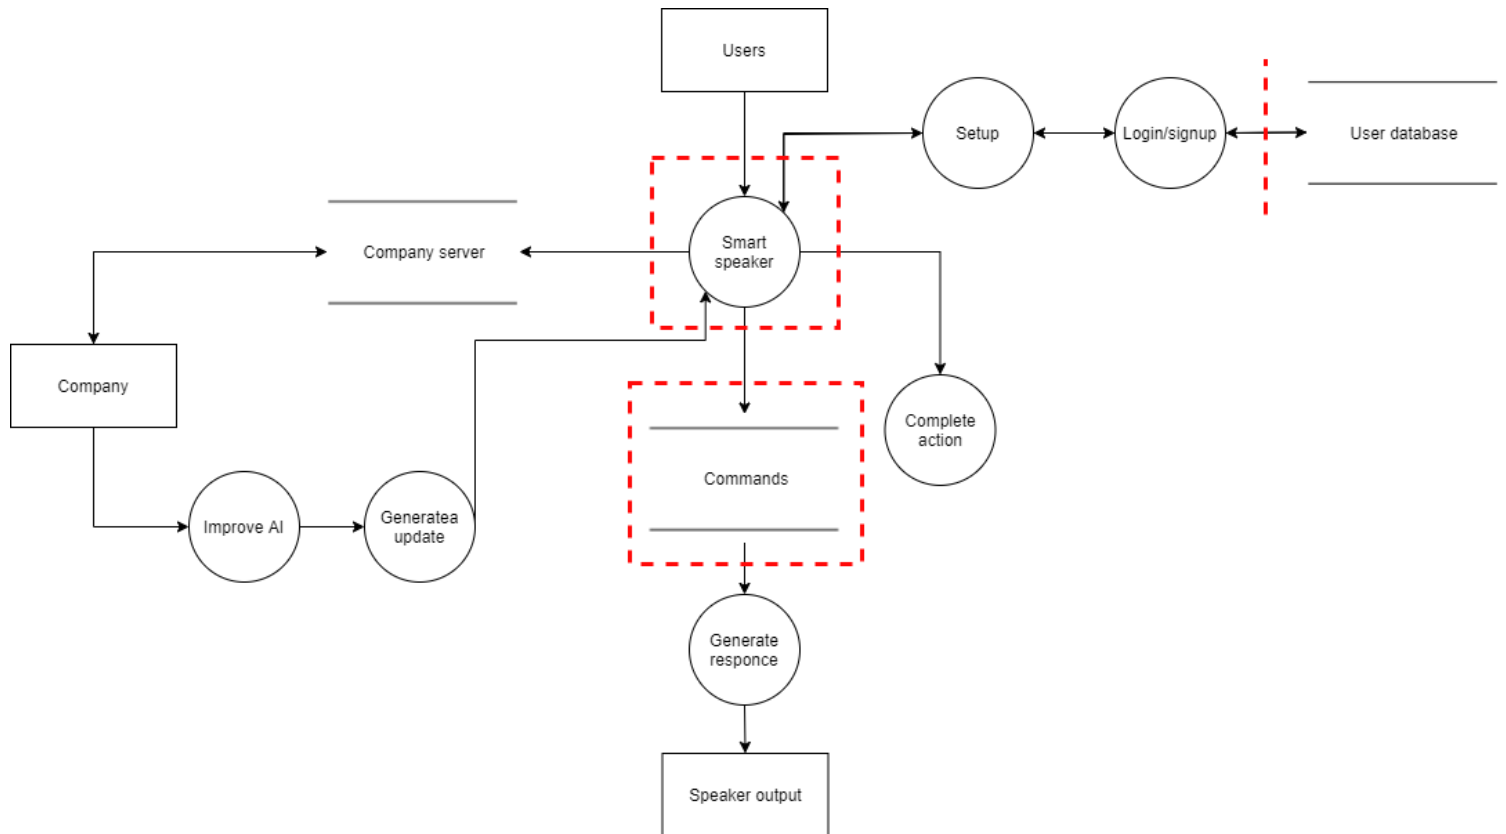 Users
Setup
Login/signup
User database
Company server
Smart
speaker
Company
Complete
action
Commands
Improve AI
Generatea
update
Generate
responce
Speaker output